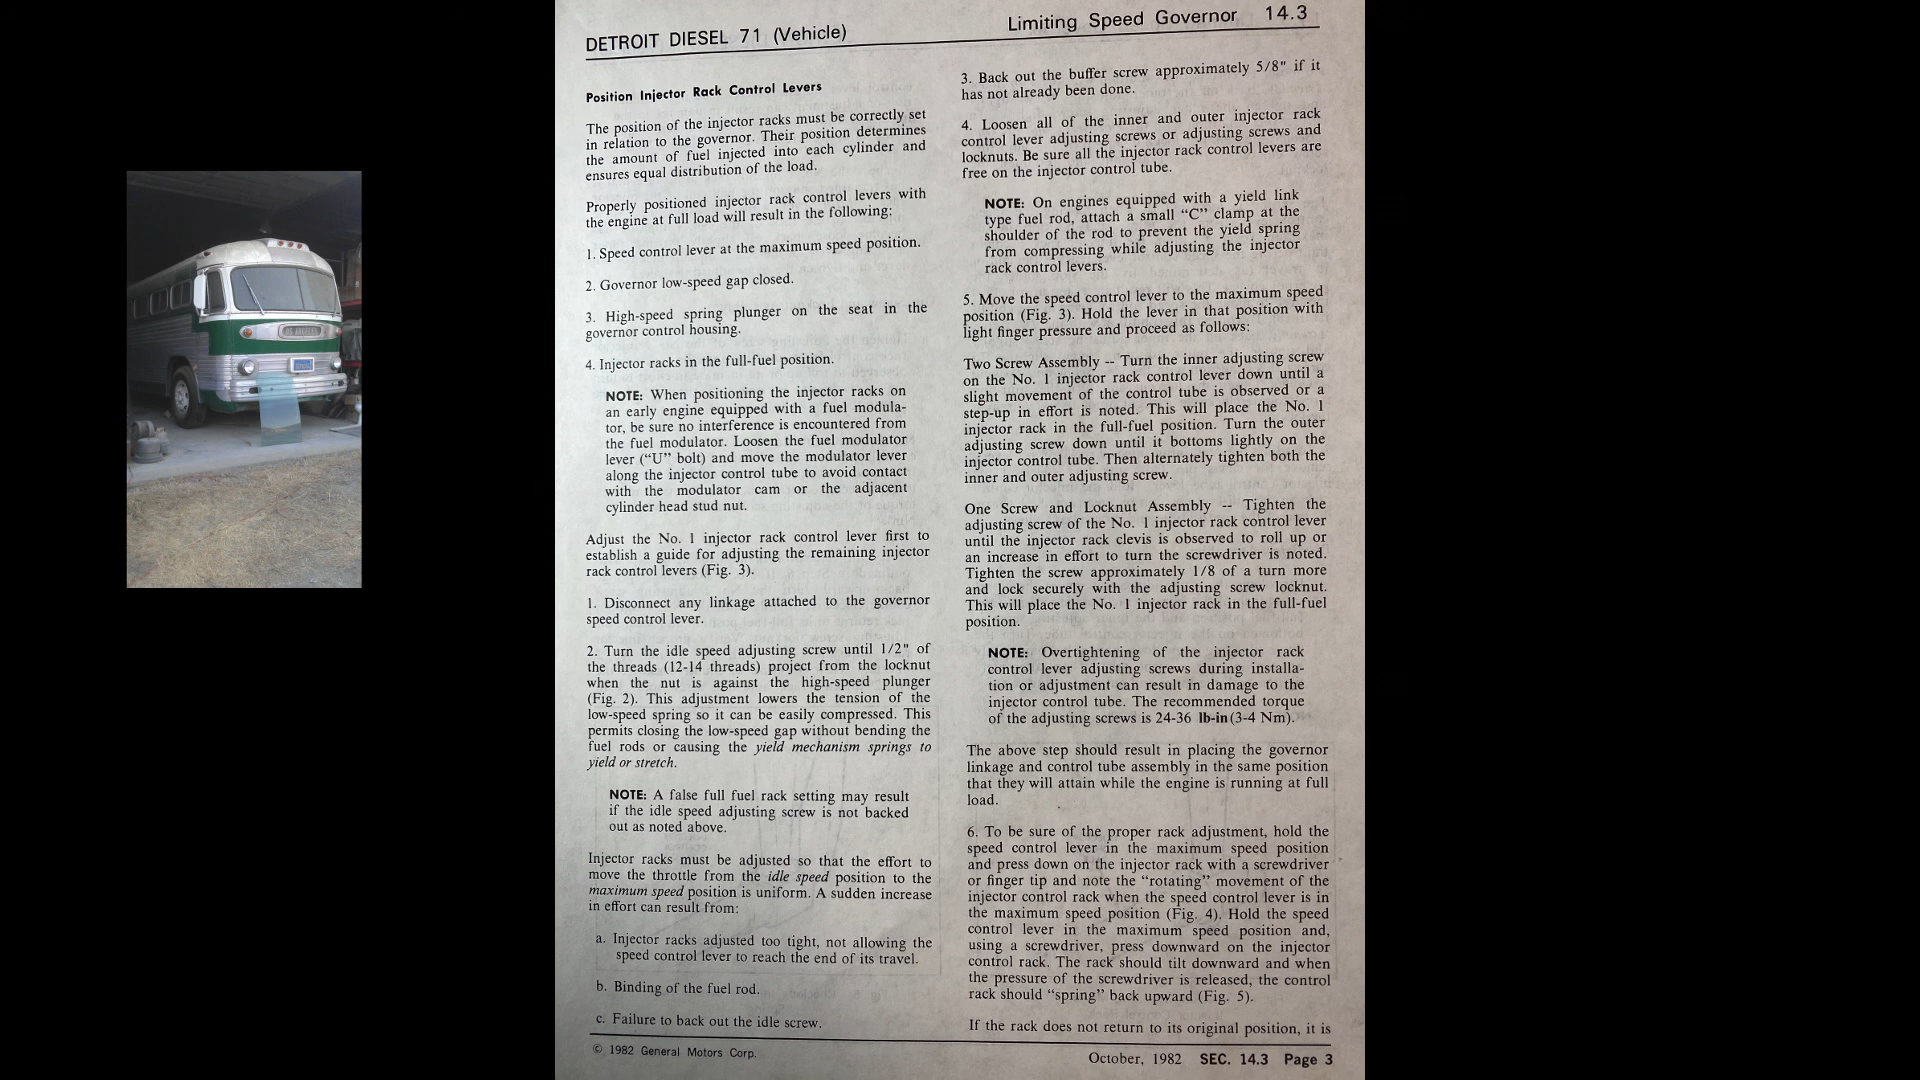 DETROIT DIESEL 71 (Vehicle)
Limiting Speed Governor 14.3
Position Injector Rack Control Levers
The position of the injector racks must be correctly set
in relation to the governor. Their position determines
the amount of fuel injected into each cylinder and
ensures equal distribution of the load.
Properly positioned injector rack control levers with
the engine at full load will result in the following:
1. Speed control lever at the maximum speed position.
2. Governor low-speed gap closed.
3. High-speed spring plunger on the seat in the
governor control housing.
4. Injector racks in the full-fuel position.
NOTE: When positioning the injector racks on
an early engine equipped with a fuel modula-
tor, be sure no interference is encountered from
the fuel modulator. Loosen the fuel modulator
lever (“U” bolt) and move the modulator lever
along the injector control tube to avoid contact
with the modulator cam or the adjacent
cylinder head stud nut.
Adjust the No. 1 injector rack control lever first to
establish a guide for adjusting the remaining injector
rack control levers (Fig. 3).
1. Disconnect any linkage attached to the governor
speed control lever.
2. Turn the idle speed adjusting screw until 1/2" of
the threads (12-14 threads) project from the locknut
when the nut is against the high-speed plunger
(Fig. 2). This adjustment lowers the tension of the
low-speed spring so it can be easily compressed. This
permits closing the low-speed gap without bending the
fuel rods or causing the yield mechanism springs to
yield or stretch.
NOTE: A false full fuel rack setting may result
if the idle speed adjusting screw is not backed
out as noted above.
Injector racks must be adjusted so that the effort to
move the throttle from the idle speed position to the
maximum speed position is uniform. A sudden increase
in effort can result from:
a. Injector racks adjusted too tight, not allowing the
speed control lever to reach the end of its travel.
b. Binding of the fuel rod.
c. Failure to back out the idle screw.
3. Back out the buffer screw approximately 5/8" if it
has not already been done.
4. Loosen all of the inner and outer injector rack
control lever adjusting screws or adjusting screws and
locknuts. Be sure all the injector rack control levers are
free on the injector control tube.
NOTE: On engines equipped with a yield link
type fuel rod, attach a small “C” clamp at the
shoulder of the rod to prevent the yield spring
from compressing while adjusting the injector
rack control levers.
5. Move the speed control lever to the maximum speed
position (Fig. 3). Hold the lever in that position with
light finger pressure and proceed as follows:
Two Screw Assembly -- Turn the inner adjusting screw
on the No. 1 injector rack control lever down until a
slight movement of the control tube is observed or a
step-up in effort is noted. This will place the No. 1
injector rack in the full-fuel position. Turn the outer
adjusting screw down until it bottoms lightly on the
injector control tube. Then alternately tighten both the
inner and outer adjusting screw.
One Screw and Locknut Assembly -- Tighten the
adjusting screw of the No. 1 injector rack control lever
until the injector rack clevis is observed to roll up or
an increase in effort to turn the screwdriver is noted.
Tighten the screw approximately 1/8 of a turn more
and lock securely with the adjusting screw locknut.
This will place the No. 1 injector rack in the full-fuel
position.
NOTE: Overtightening of the injector rack
control lever adjusting screws during installa-
tion or adjustment can result in damage to the
injector control tube. The recommended torque
of the adjusting screws is 24-36 lb-in (3-4 Nm).
The above step should result in placing the governor
linkage and control tube assembly in the same position
that they will attain while the engine is running at full
load.
6. To be sure of the proper rack adjustment, hold the
speed control lever in the maximum speed position
and press down on the injector rack with a screwdriver
or finger tip and note the “rotating” movement of the
injector control rack when the speed control lever is in
the maximum speed position (Fig. 4). Hold the speed
control lever in the maximum speed position and,
using a screwdriver, press downward on the injector
control rack. The rack should tilt downward and when
the pressure of the screwdriver is released, the control
rack should “spring” back upward (Fig. 5).
If the rack does not return to its original position, it is
© 1982 General Motors Corp.
October, 1982 SEC. 14.3 Page 3